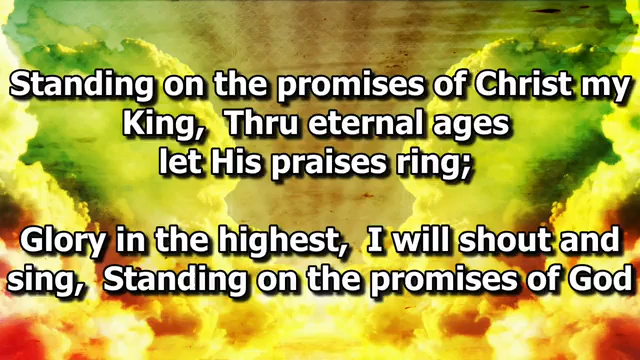 Standing on the promises of Christ my
King,  Thru eternal ages
let His praises ring;
Glory in the highest,  I will shout and
sing,  Standing on the promises of God